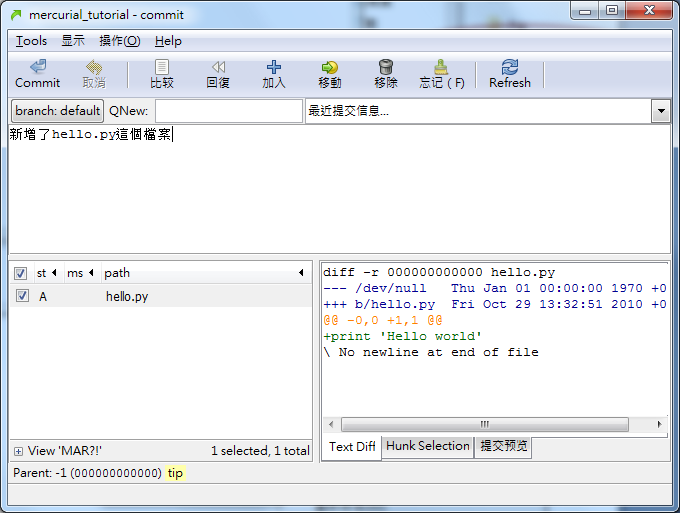 mercurial_tutorial - commit
Tools 显示 操作(O) Help
Commit 取消 比较 回復 加入 移動 移除 忘记 ( F ) Refresh
branch: default QNew: 最近提交信息...
新增了hello.py這個檔案
st ms path
A hello.py
View 'MAR?!' 1 selected, 1 total
diff -r 000000000000 hello.py
--- /dev/null Thu Jan 01 00:00:00 1970 +0
+++ b/hello.py Fri Oct 29 13:32:51 2010 +0
@@ -0,0 +1,1 @@
+print 'Hello world'
\ No newline at end of file
Text Diff Hunk Selection 提交预览
Parent: -1 (000000000000) tip